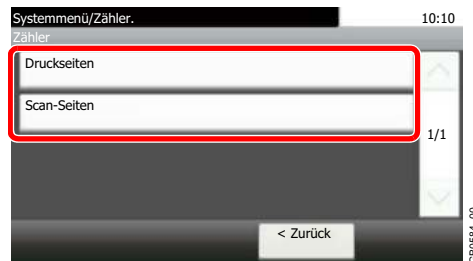 Systemmenü/Zähler. 10:10
Zähler
Druckseiten
Scan-Seiten
1/1
< Zurück